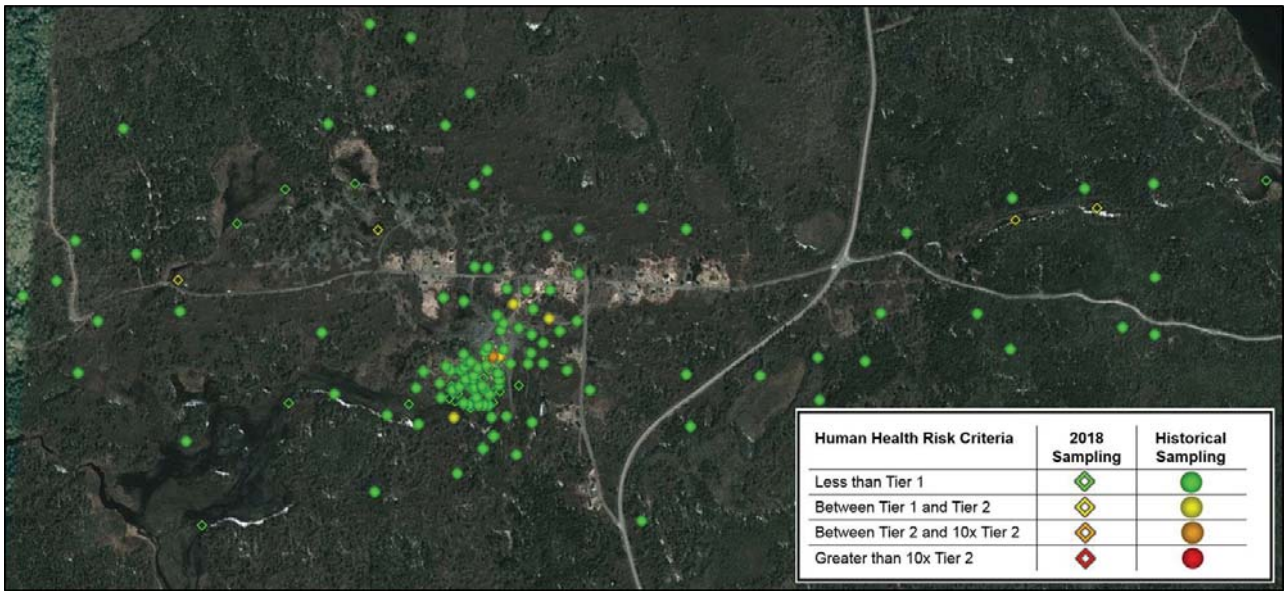 Human Health Risk Criteria
2018 Sampling
Historical Sampling
Less than Tier 1
Between Tier 1 and Tier 2
Between Tier 2 and 10x Tier 2
Greater than 10x Tier 2